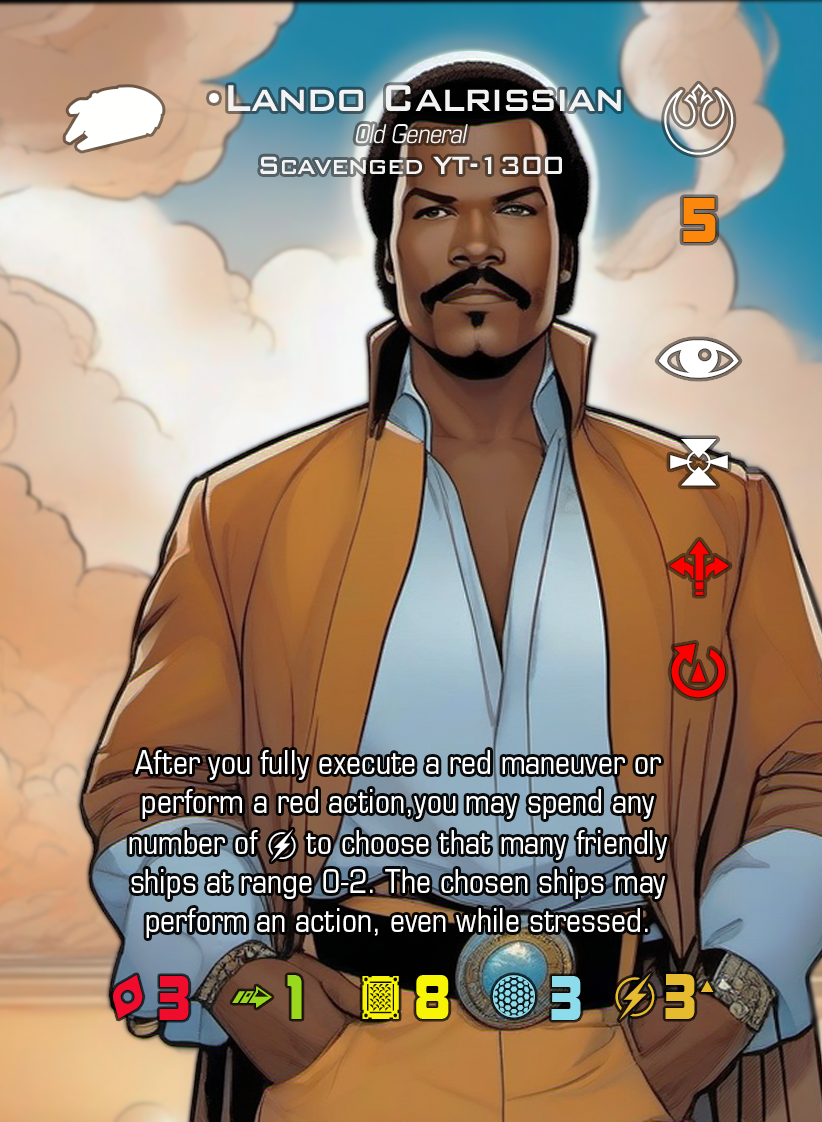 •Lando Calrissian
Old General
Scavenged YT-1300
5
After you fully execute a red maneuver or
perform a red action,you may spend any
number of to choose that many friendly
ships at range 0-2. The chosen ships may
perform an action, even while stressed.
3 1 8 3 3